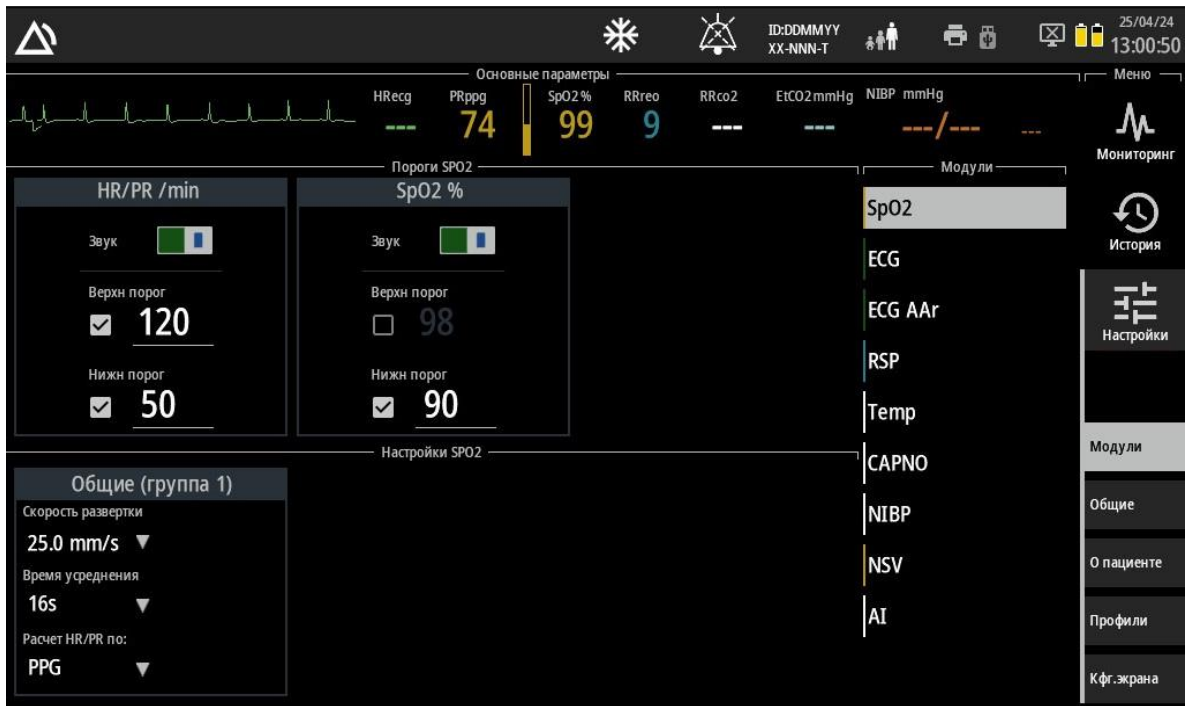 ID:DDMMYY
XX-NNN-T
25/04/24
13:00:50
Основные параметры
Меню
HRecg PRppg SpO2 % RRreo RRco2 EtCO2 mmHg NIBP mmHg
--- 74 99 9 --- --- ---/--- ---
Мониторинг
История
Настройки
Модули
Общие
О пациенте
Профили
Кфг.экрана
Пороги SPO2
HR/PR /min
Звук
Верхн порог
120
Нижн порог
50
SpO2 %
Звук
Верхн порог
98
Нижн порог
90
Настройки SPO2
Общие (группа 1)
Скорость развертки
25.0 mm/s
Время усреднения
16s
Расчет HR/PR по:
PPG
Модули
SpO2
ECG
ECG AAr
RSP
Temp
CAPNO
NIBP
NSV
AI